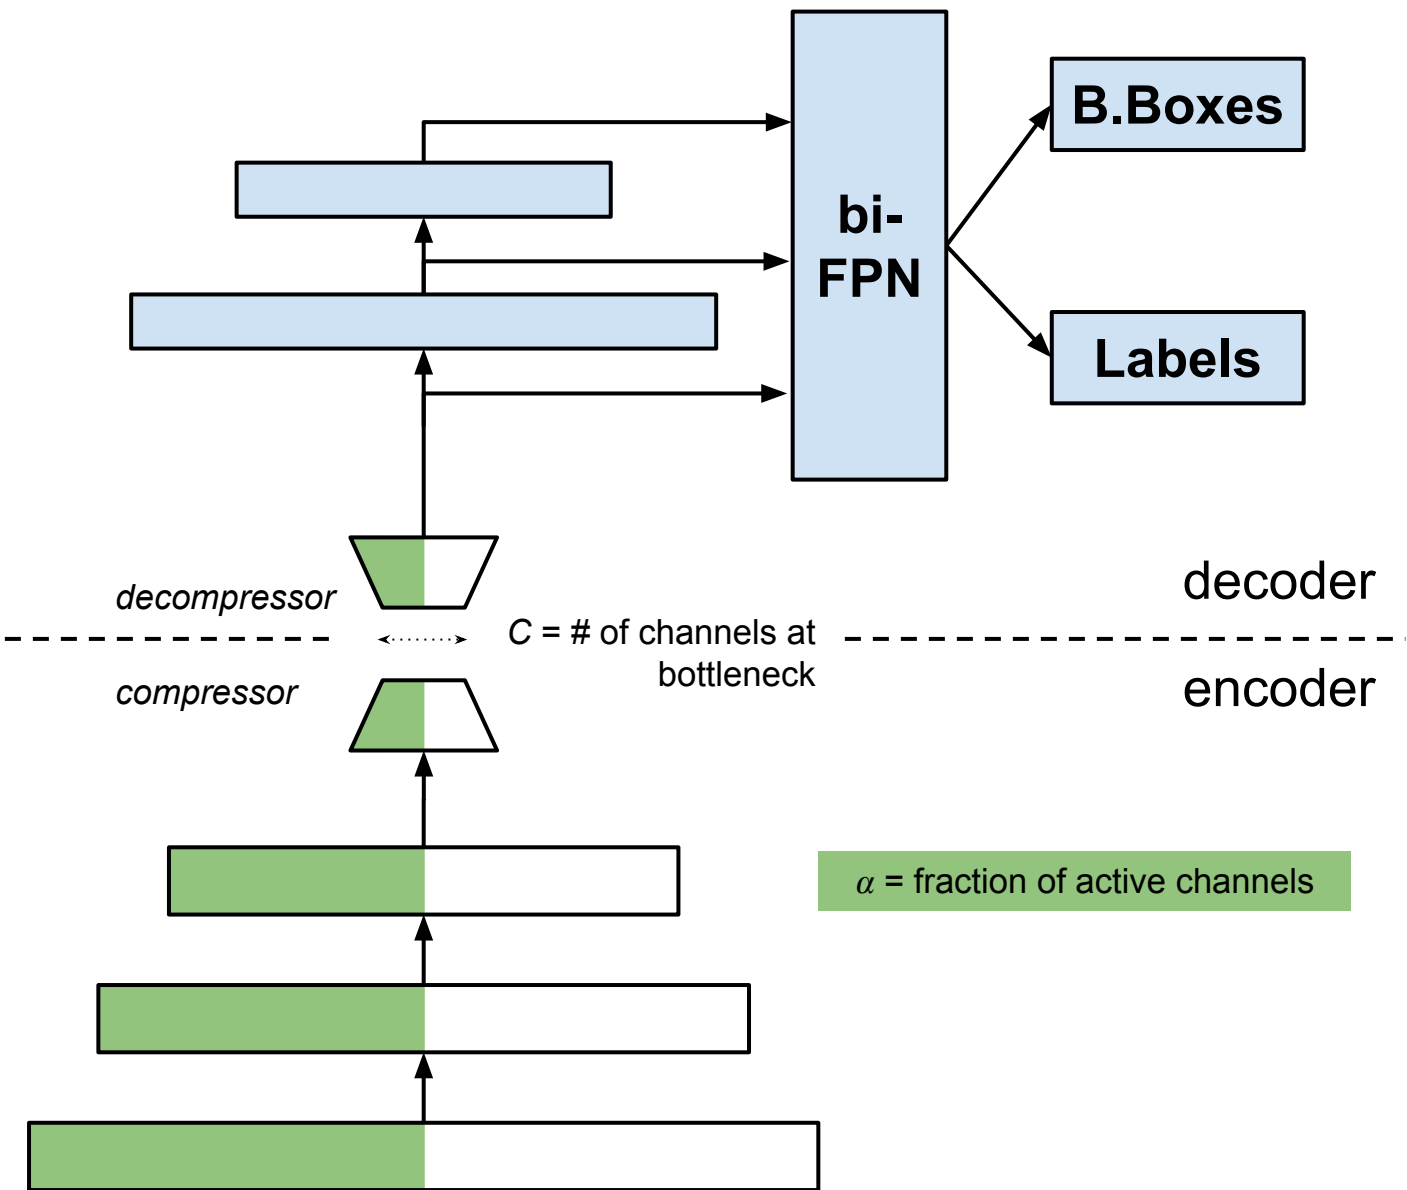 B.Boxes
bi-
FPN
Labels
decompressor
decoder
C = # of channels at
bottleneck
compressor
encoder
α = fraction of active channels